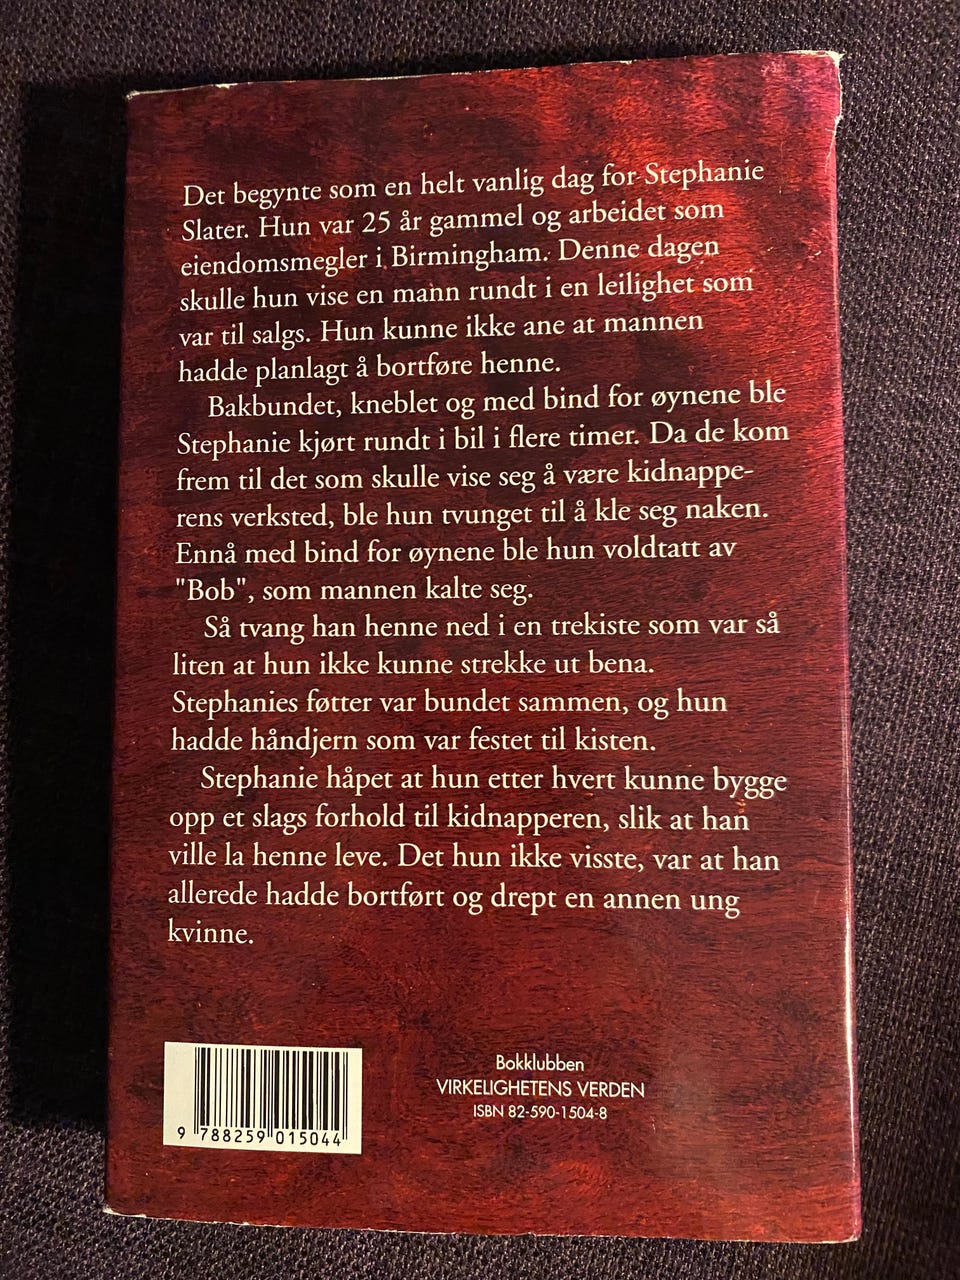 Det begynte som en helt vanlig dag for Stephanie
Slater. Hun var 25 år gammel og arbeidet som
eiendomsmegler i Birmingham. Denne dagen
skulle hun vise en mann rundt i en leilighet som
var til salgs. Hun kunne ikke ane at mannen
hadde planlagt å bortføre henne.
Bakbundet, kneblet og med bind for øynene ble
Stephanie kjørt rundt i bil i flere timer. Da de kom
frem til det som skulle vise seg å være kidnappe-
rens verksted, ble hun tvunget til å kle seg naken.
Ennå med bind for øynene ble hun voldtatt av
"Bob", som mannen kalte seg.
Så tvang han henne ned i en trekiste som var så
liten at hun ikke kunne strekke ut bena.
Stephanies føtter var bundet sammen, og hun
hadde håndjern som var festet til kisten.
Stephanie håpet at hun etter hvert kunne bygge
opp et slags forhold til kidnapperen, slik at han
ville la henne leve. Det hun ikke visste, var at han
allerede hadde bortført og drept en annen ung
kvinne.
Bokklubben
VIRKELIGHETENS VERDEN
ISBN 82-590-1504-8
9 788259 015044